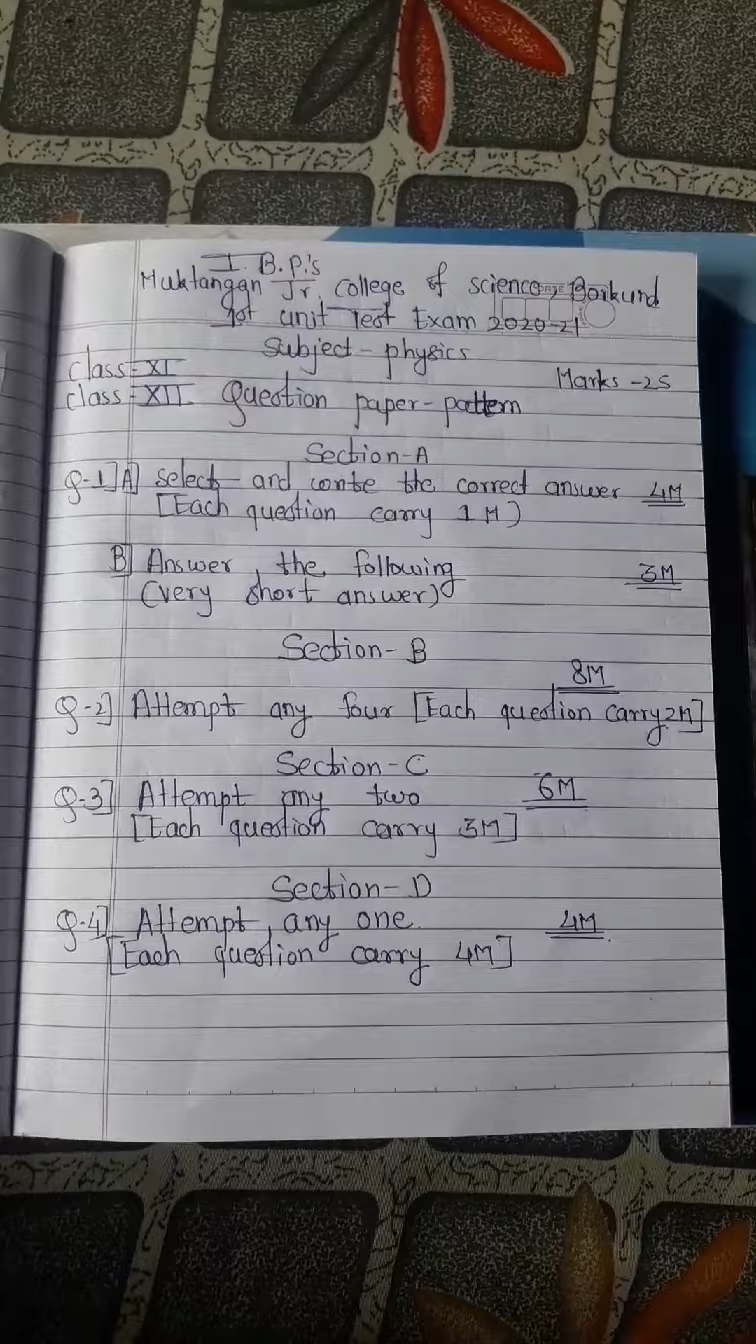 I. B.P.'s
Muktangan Jr. college of science, Borkund
Ist unit Test Exam 2020-21
Subject - physics
class - XI
Marks - 25
class - XII Question paper - pattern
Section - A
Q-1] A] select and write the correct answer 4M
[Each question carry 1M]
B] Answer the following 3M
(very short answer)
Section - B
8M
Q-2] Attempt any four [Each question carry 2M]
Section - C
Q-3] Attempt any two 6M
[Each question carry 3M]
Section - D
Q-4] Attempt any one. 4M
[Each question carry 4M]